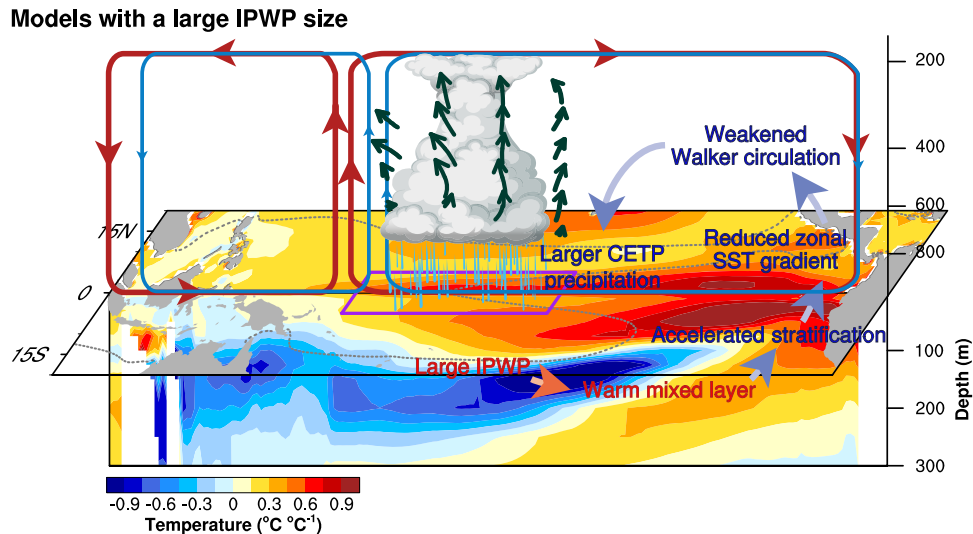 Models with a large IPWP size
200
400
600
800
100
200
300
Depth (m)
15N
0
15S
Weakened
Walker circulation
Larger CETP
precipitation
Reduced zonal
SST gradient
Accelerated stratification
Large IPWP
Warm mixed layer
-0.9 -0.6 -0.3 0 0.3 0.6 0.9
Temperature (°C °C⁻¹)